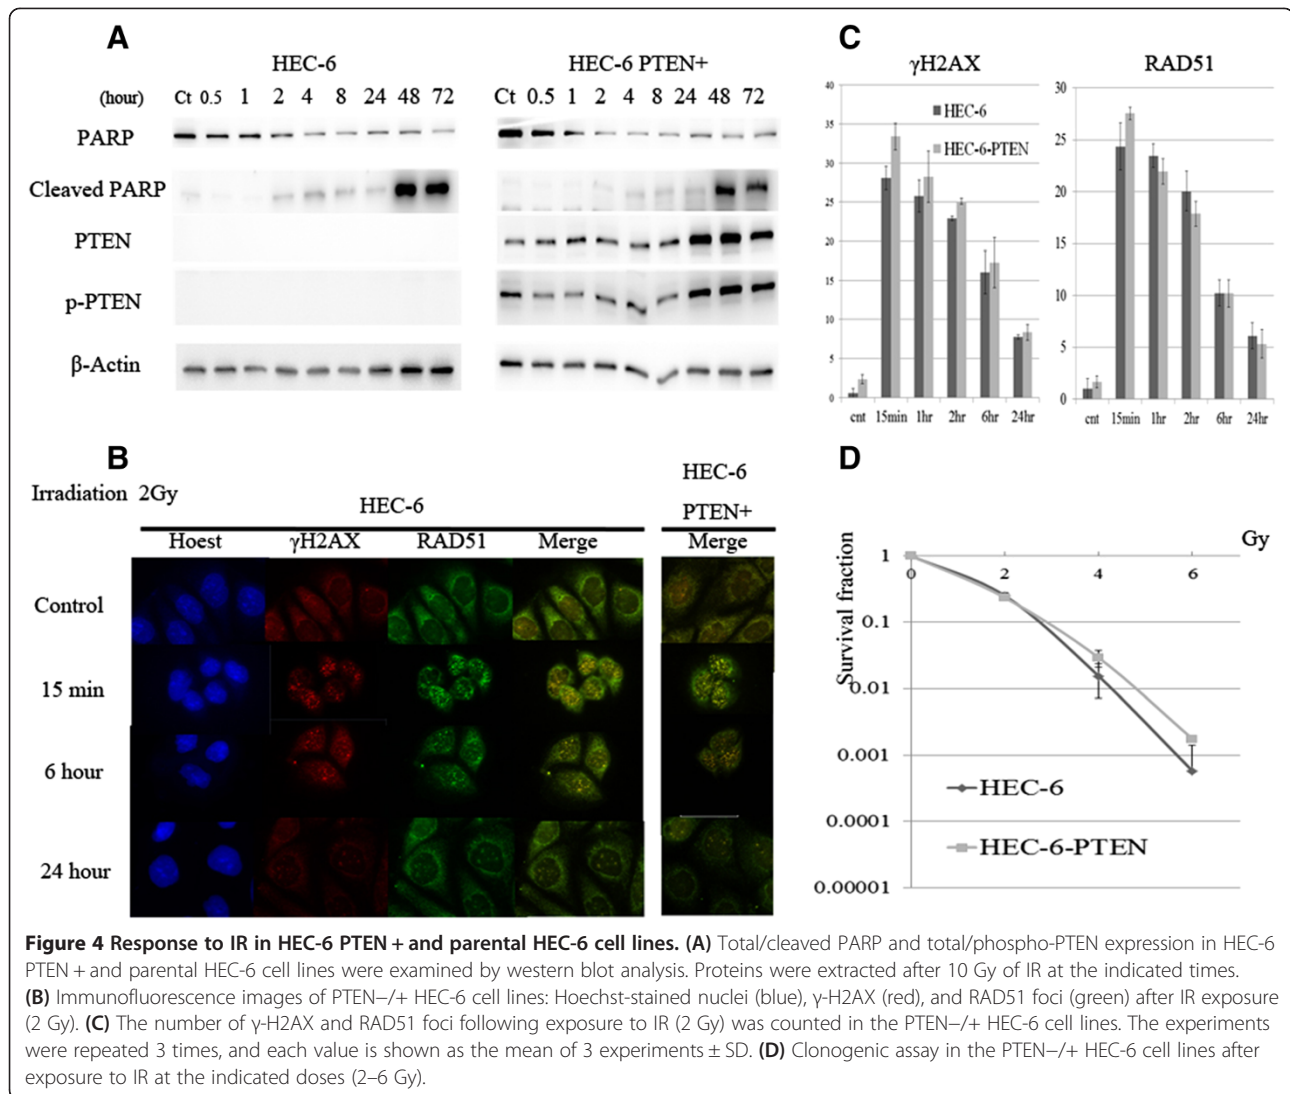 A
HEC-6
HEC-6 PTEN+
(hour) Ct 0.5 1 2 4 8 24 48 72
Ct 0.5 1 2 4 8 24 48 72
PARP
Cleaved PARP
PTEN
p-PTEN
β-Actin
C
γH2AX
RAD51
40
35
30
25
20
15
10
5
0
HEC-6
HEC-6-PTEN
cnt 15min 1hr 2hr 6hr 24hr
30
25
20
15
10
5
0
cnt 15min 1hr 2hr 6hr 24hr
B
Irradiation 2Gy
HEC-6
HEC-6
PTEN+
Hoest γH2AX RAD51 Merge
Merge
Control
15 min
6 hour
24 hour
D
Gy
Survival fraction
1
0.1
0.01
0.001
0.0001
0.00001
0 2 4 6
HEC-6
HEC-6-PTEN
Figure 4 Response to IR in HEC-6 PTEN + and parental HEC-6 cell lines. (A) Total/cleaved PARP and total/phospho-PTEN expression in HEC-6
PTEN + and parental HEC-6 cell lines were examined by western blot analysis. Proteins were extracted after 10 Gy of IR at the indicated times.
(B) Immunofluorescence images of PTEN−/+ HEC-6 cell lines: Hoechst-stained nuclei (blue), γ-H2AX (red), and RAD51 foci (green) after IR exposure
(2 Gy). (C) The number of γ-H2AX and RAD51 foci following exposure to IR (2 Gy) was counted in the PTEN−/+ HEC-6 cell lines. The experiments
were repeated 3 times, and each value is shown as the mean of 3 experiments ± SD. (D) Clonogenic assay in the PTEN−/+ HEC-6 cell lines after
exposure to IR at the indicated doses (2–6 Gy).